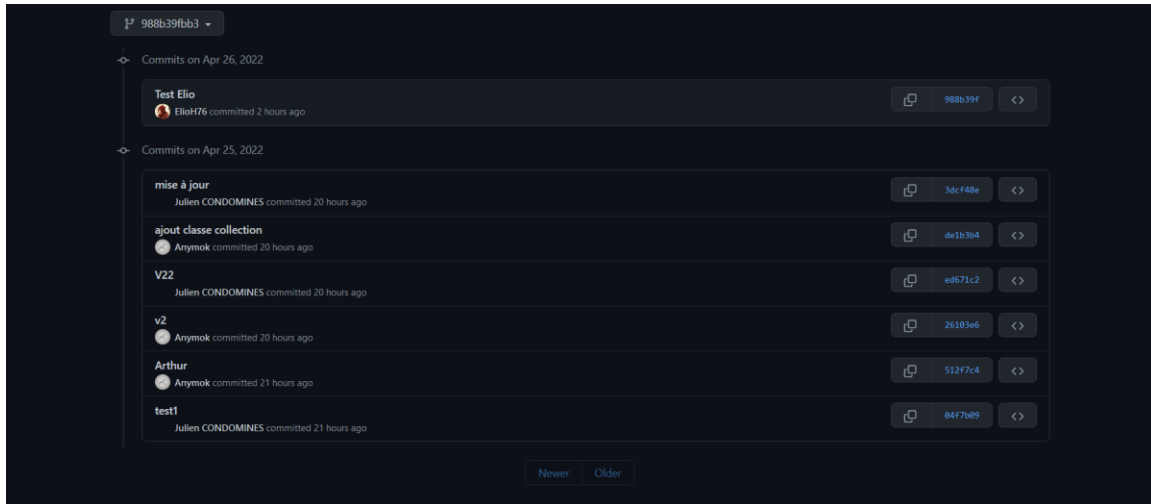 988b39fbb3
Commits on Apr 26, 2022
Test Elio
ElioH76 committed 2 hours ago
988b39f
Commits on Apr 25, 2022
mise à jour
Julien CONDOMINES committed 20 hours ago
3dcf48e
ajout classe collection
Anymok committed 20 hours ago
de1b3b4
V22
Julien CONDOMINES committed 20 hours ago
ed671c2
v2
Anymok committed 20 hours ago
26103e6
Arthur
Anymok committed 21 hours ago
512f7c4
test1
Julien CONDOMINES committed 21 hours ago
04f7b09
Newer Older